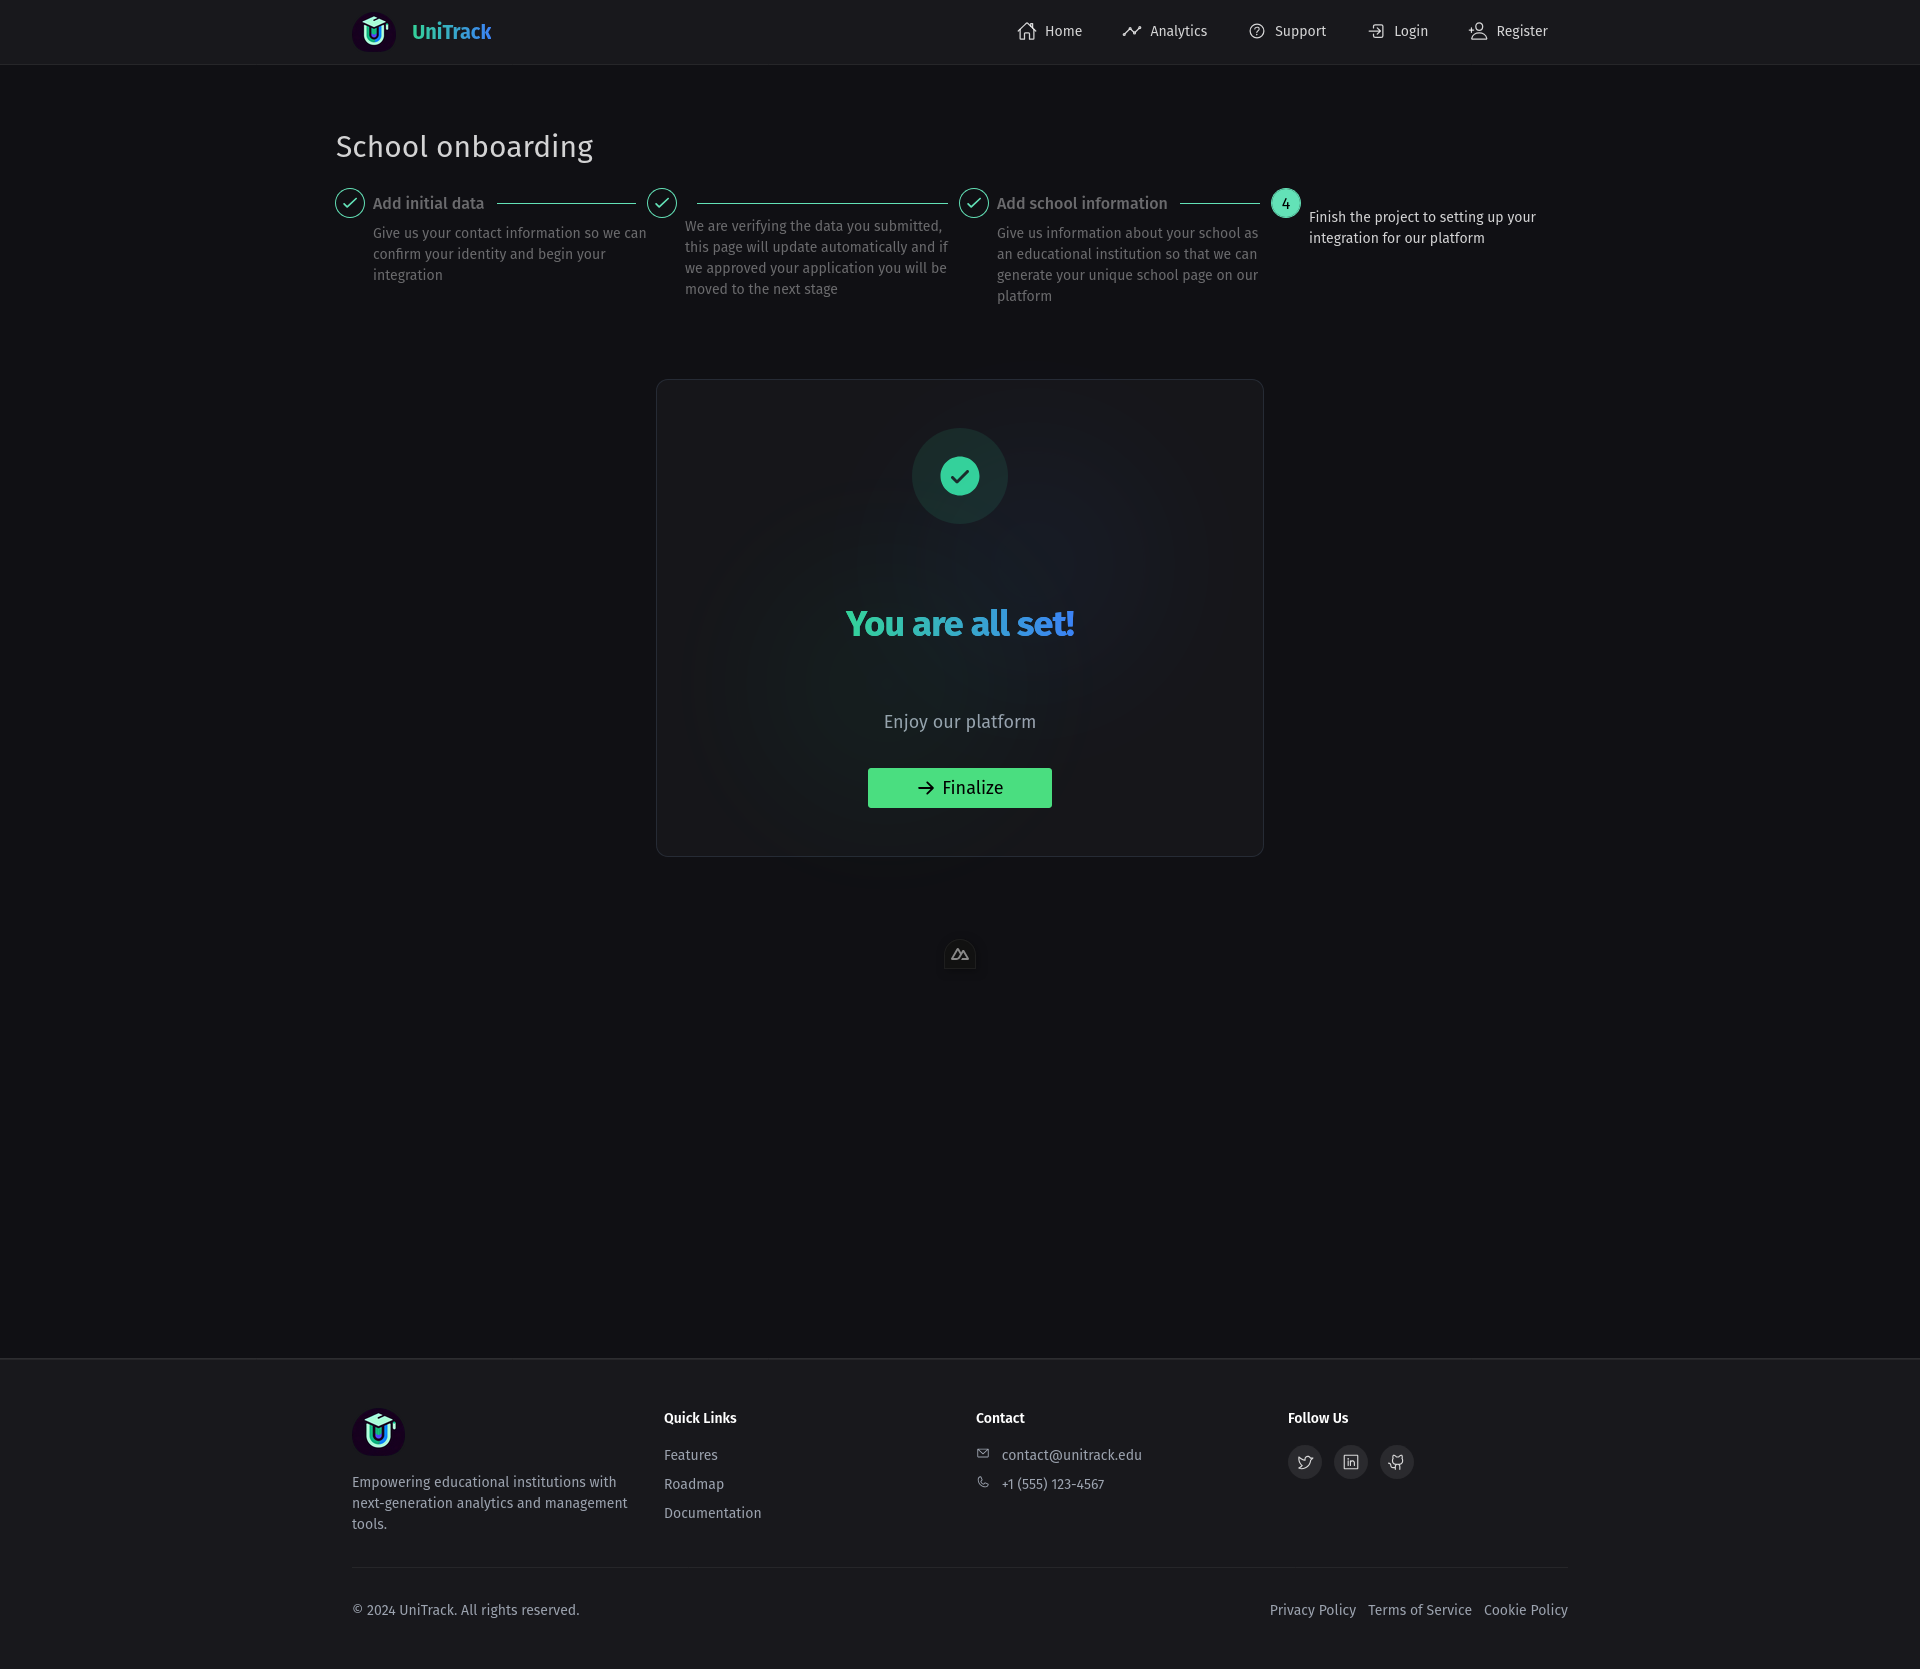 UniTrack
Home
Analytics
Support
Login
Register
School onboarding
Add initial data
Give us your contact information so we can
confirm your identity and begin your
integration
We are verifying the data you submitted,
this page will update automatically and if
we approved your application you will be
moved to the next stage
Add school information
Give us information about your school as
an educational institution so that we can
generate your unique school page on our
platform
4
Finish the project to setting up your
integration for our platform
You are all set!
Enjoy our platform
Finalize
Empowering educational institutions with
next-generation analytics and management
tools.
Quick Links
Features
Roadmap
Documentation
Contact
contact@unitrack.edu
+1 (555) 123-4567
Follow Us
© 2024 UniTrack. All rights reserved.
Privacy Policy
Terms of Service
Cookie Policy